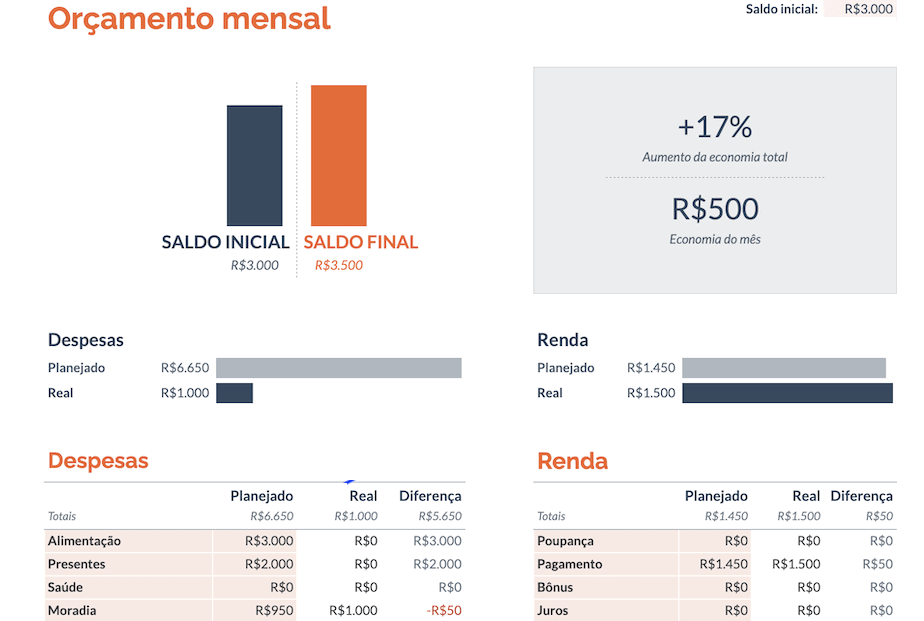 Orçamento mensal
Saldo inicial: R$3.000
+17%
Aumento da economia total
R$500
Economia do mês
SALDO INICIAL SALDO FINAL
R$3.000 R$3.500
Despesas
Planejado R$6.650
Real R$1.000
Renda
Planejado R$1.450
Real R$1.500
Despesas
Planejado Real Diferença
Totais R$6.650 R$1.000 R$5.650
Alimentação R$3.000 R$0 R$3.000
Presentes R$2.000 R$0 R$2.000
Saúde R$0 R$0 R$0
Moradia R$950 R$1.000 -R$50
Renda
Planejado Real Diferença
Totais R$1.450 R$1.500 R$50
Poupança R$0 R$0 R$0
Pagamento R$1.450 R$1.500 R$50
Bônus R$0 R$0 R$0
Juros R$0 R$0 R$0